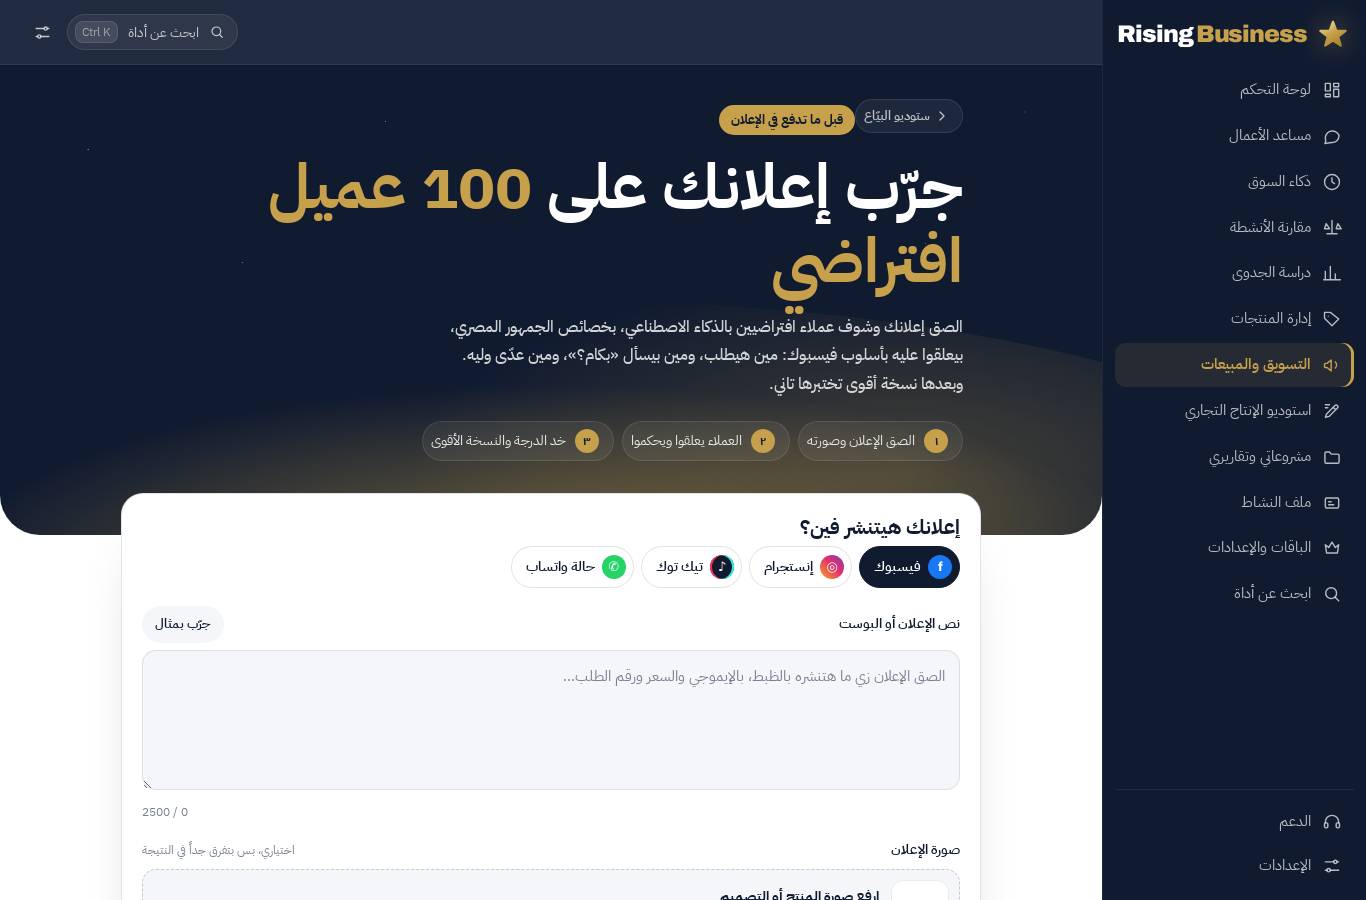 Rising Business
لوحة التحكم
مساعد الأعمال
ذكاء السوق
مقارنة الأنشطة
دراسة الجدوى
إدارة المنتجات
التسويق والمبيعات
استوديو الإنتاج التجاري
مشروعاتي وتقاريري
ملف النشاط
الباقات والإعدادات
ابحث عن أداة
الدعم
الإعدادات
ابحث عن أداة Ctrl K
ستوديو البيّاع
قبل ما تدفع في الإعلان
جرّب إعلانك على 100 عميل
افتراضي
الصق إعلانك وشوف عملاء افتراضيين بالذكاء الاصطناعي، بخصائص الجمهور المصري،
بيعلقوا عليه بأسلوب فيسبوك: مين هيطلب، ومين بيسأل «بكام؟»، ومين عدّى وليه.
وبعدها نسخة أقوى تختبرها تاني.
١ الصق الإعلان وصورته
٢ العملاء يعلقوا ويحكموا
٣ خد الدرجة والنسخة الأقوى
إعلانك هيتنشر فين؟
f فيسبوك
إنستجرام
تيك توك
حالة واتساب
نص الإعلان أو البوست
جرّب بمثال
الصق الإعلان زي ما هتنشره بالظبط، بالإيموجي والسعر ورقم الطلب...
0 / 2500
صورة الإعلان
اختياري، بس بتفرق جداً في النتيجة
ارفع صورة المنتج أو التصميم